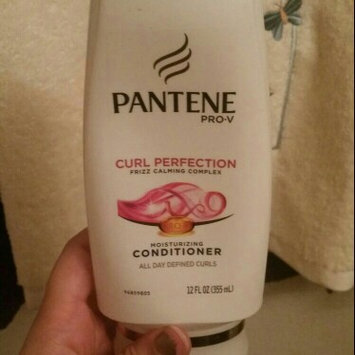 PANTENE
PRO-V
CURL PERFECTION
FRIZZ CALMING COMPLEX
MOISTURIZING
CONDITIONER
ALL DAY DEFINED CURLS
12 FL OZ (355 mL)